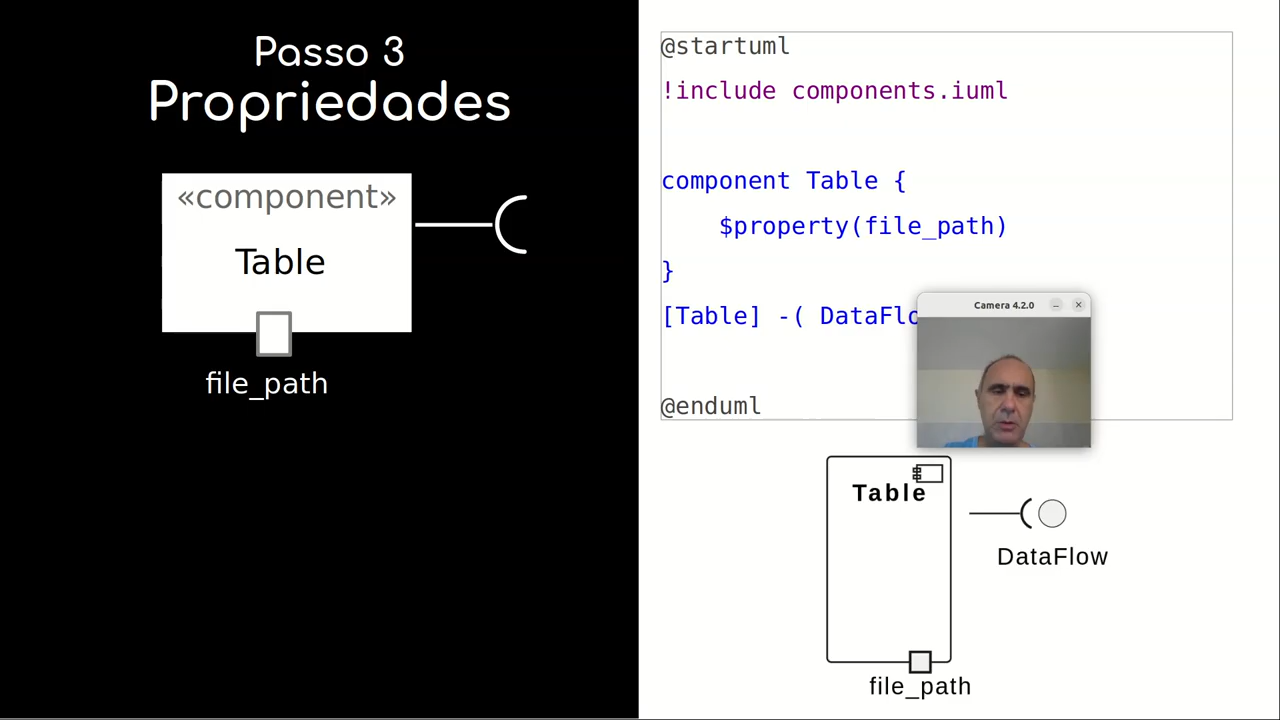 Passo 3
Propriedades
«component»
Table
file_path
@startuml
!include components.iuml
component Table {
$property(file_path)
}
[Table] -( DataFlo
@enduml
Camera 4.2.0
Table
DataFlow
file_path